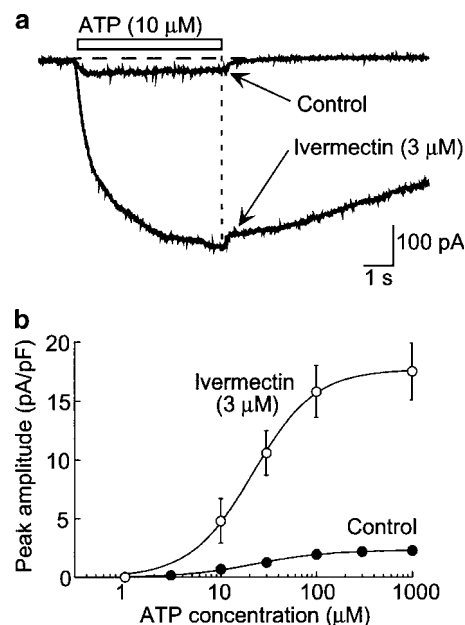 a
ATP (10 μM)
Control
Ivermectin (3 μM)
100 pA
1 s
b
Peak amplitude (pA/pF)
20
15
10
5
0
Ivermectin
(3 μM)
Control
1
10
100
1000
ATP concentration (μM)